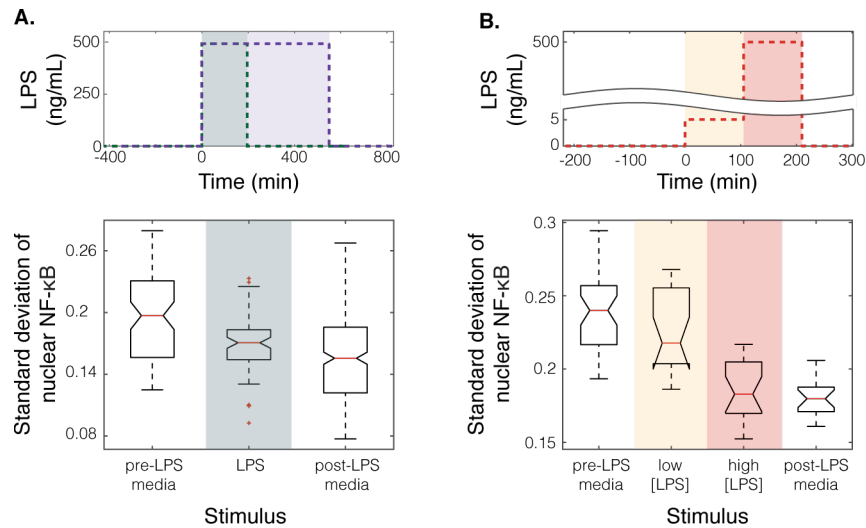 A.
LPS
(ng/mL)
500
250
0
-400
0
400
800
Time (min)
Standard deviation of
nuclear NF-κB
0.26
0.2
0.14
0.08
pre-LPS
media
LPS
post-LPS
media
Stimulus
B.
LPS
(ng/mL)
500
5
0
-200
-100
0
100
200
300
Time (min)
Standard deviation of
nuclear NF-κB
0.3
0.25
0.2
0.15
pre-LPS
media
low
[LPS]
high
[LPS]
post-LPS
media
Stimulus